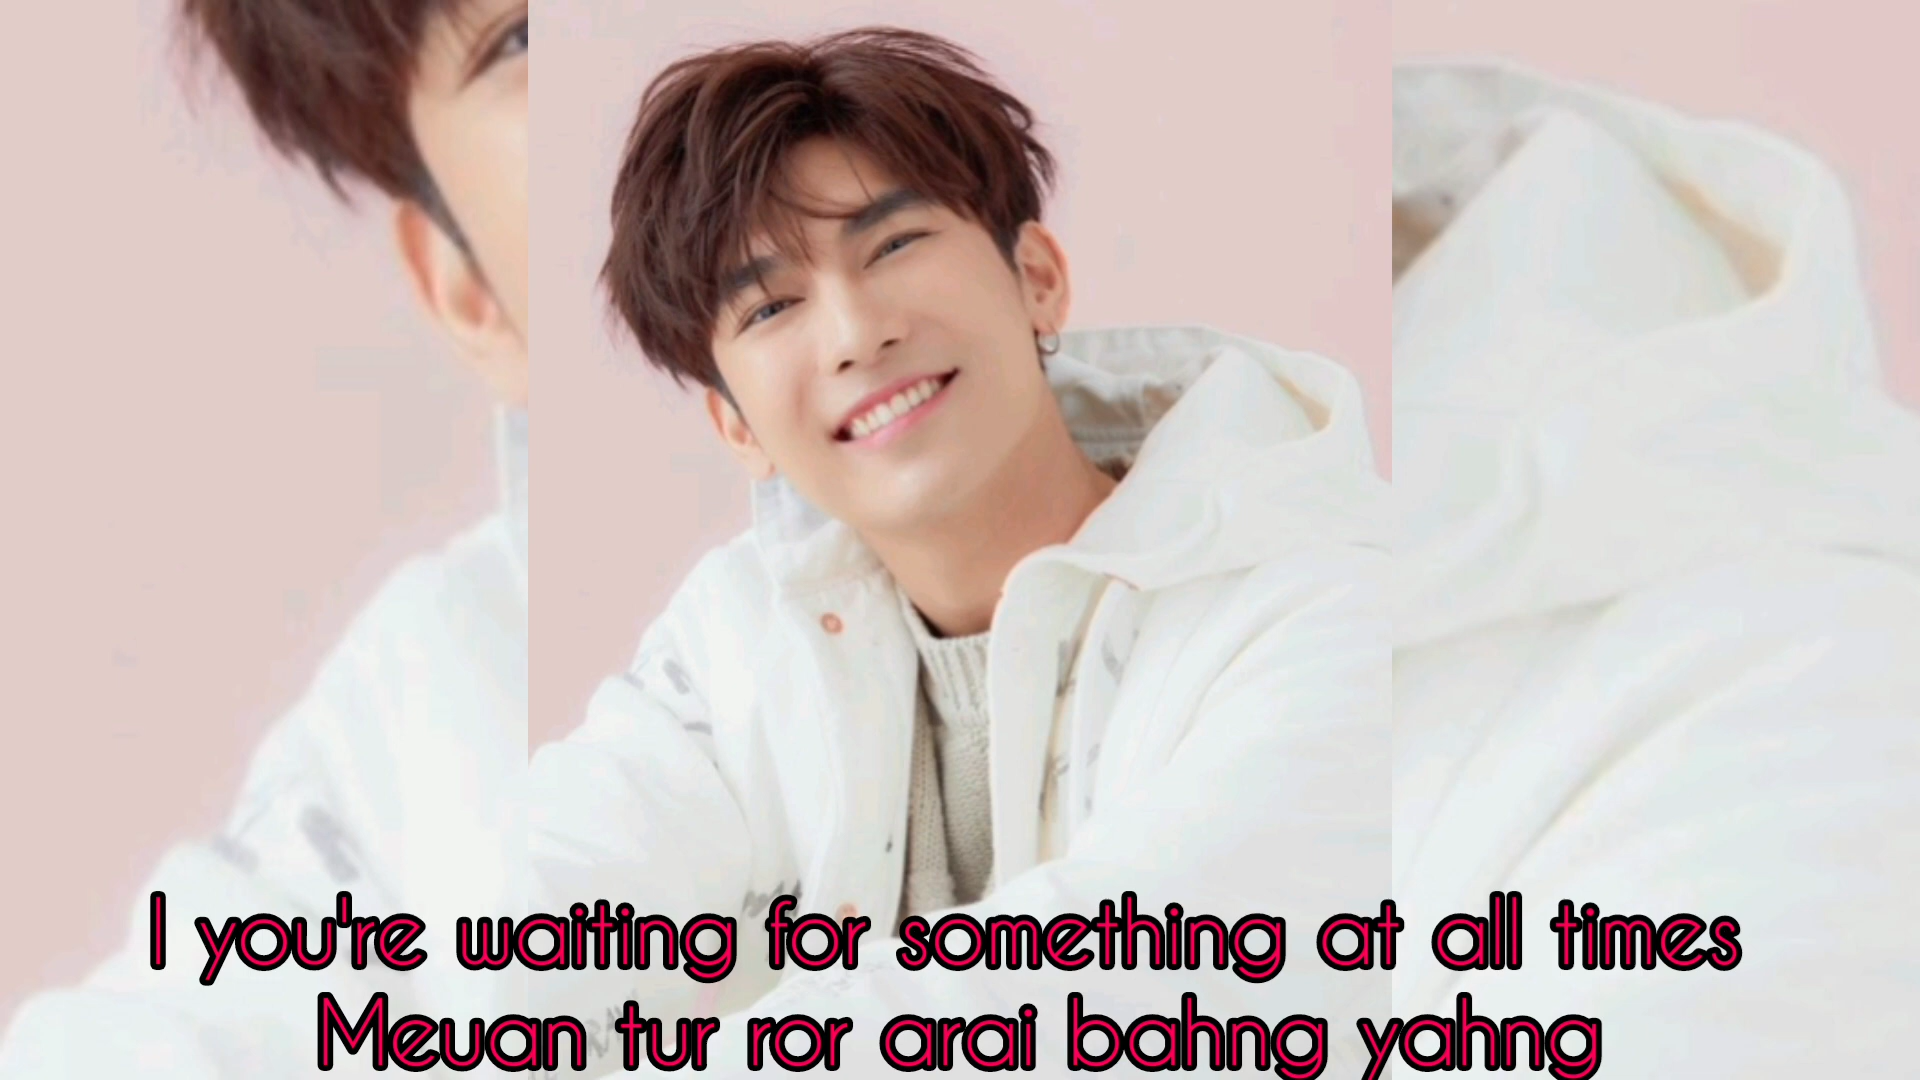 I you're waiting for something at all times
Meuan tur ror arai bahng yahng